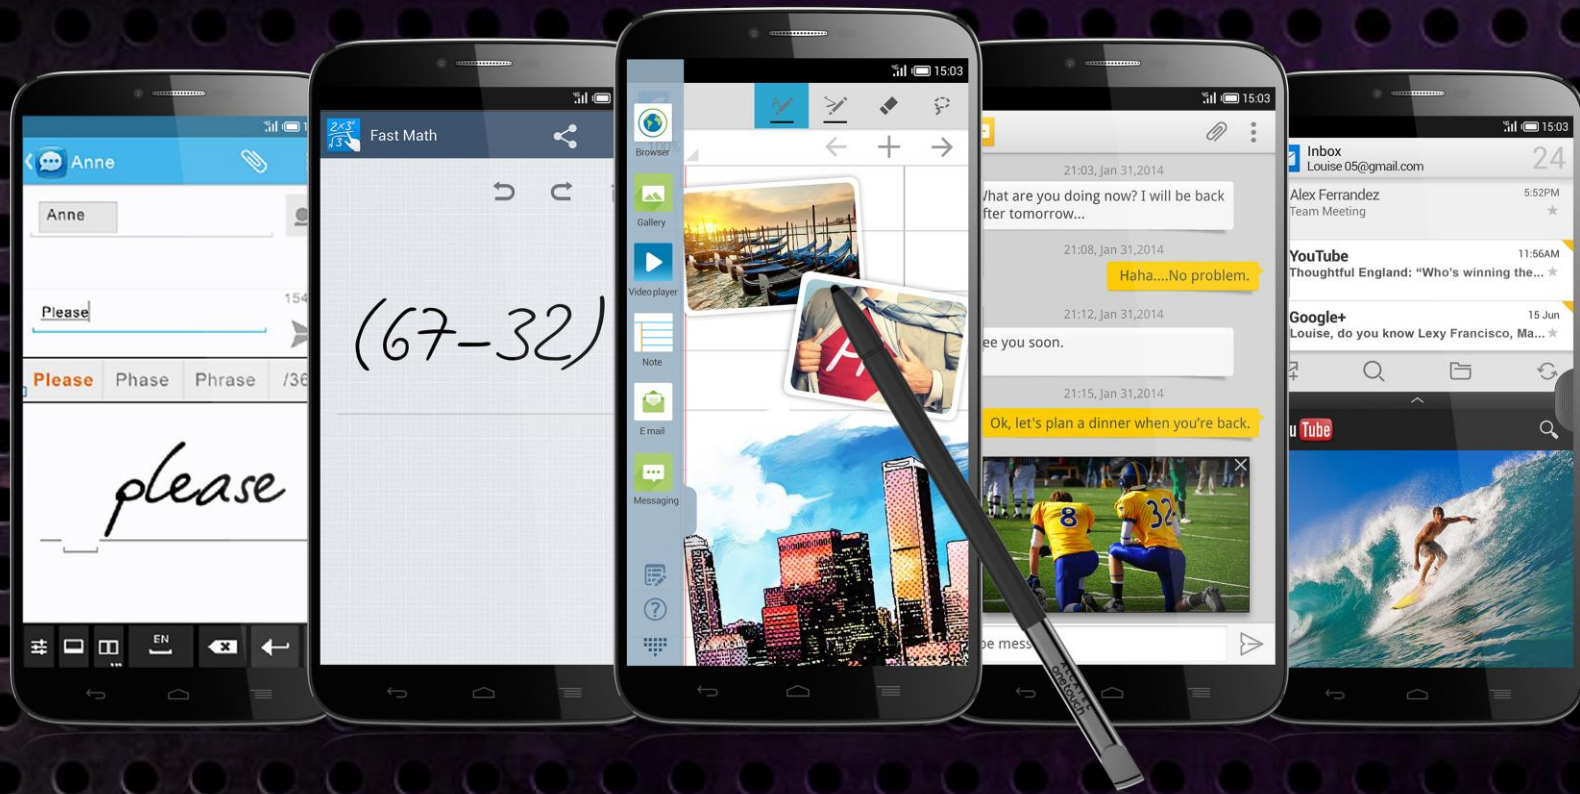 Anne
Anne
Please
154
Please Phase Phrase /36
please
EN
Fast Math
(67-32)
15:03
Browser
100%
Gallery
Video player
Note
E mail
Messaging
ALCATEL
onetouch
15:03
21:03, Jan 31,2014
hat are you doing now? I will be back
fter tomorrow...
21:08, Jan 31,2014
Haha....No problem.
21:12, Jan 31,2014
ee you soon.
21:15, Jan 31,2014
Ok, let's plan a dinner when you're back.
8
32
pe mess
15:03
Inbox
Louise 05@gmail.com
24
Alex Ferrandez
5:52PM
Team Meeting
YouTube
11:56AM
Thoughtful England: “Who's winning the...
Google+
15 Jun
Louise, do you know Lexy Francisco, Ma...
u Tube